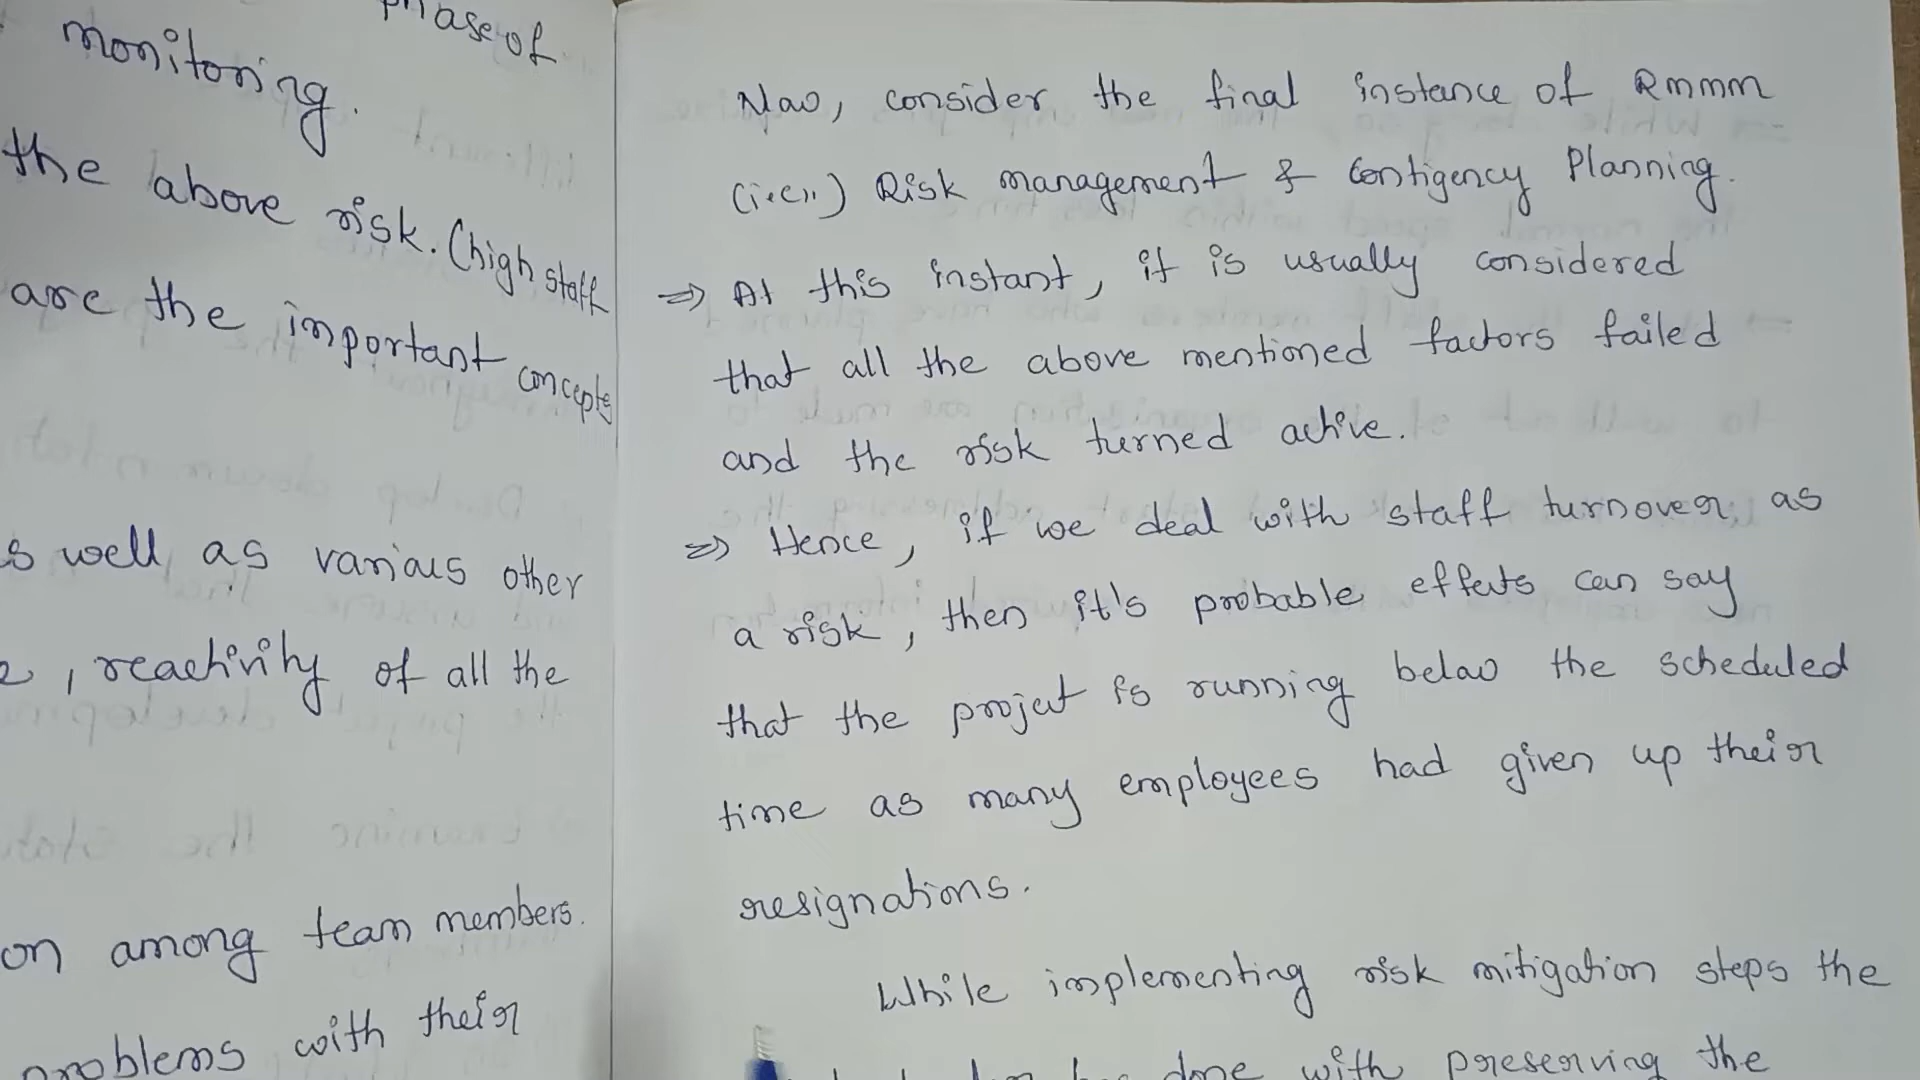 phase of
monitoring.
the above risk. (high staff
are the important concepts
well as various other
, reactivity of all the
on among team members.
problems with their
Now, consider the final instance of Rmmm
(i.e.,,) Risk management & Contigency Planning.
=> At this instant, it is usually considered
that all the above mentioned factors failed
and the risk turned active.
=> Hence, if we deal with staff turnover, as
a risk, then it's probable effects can say
that the project is running below the scheduled
time as many employees had given up their
resignations.
While implementing risk mitigation steps the
done with preserving the